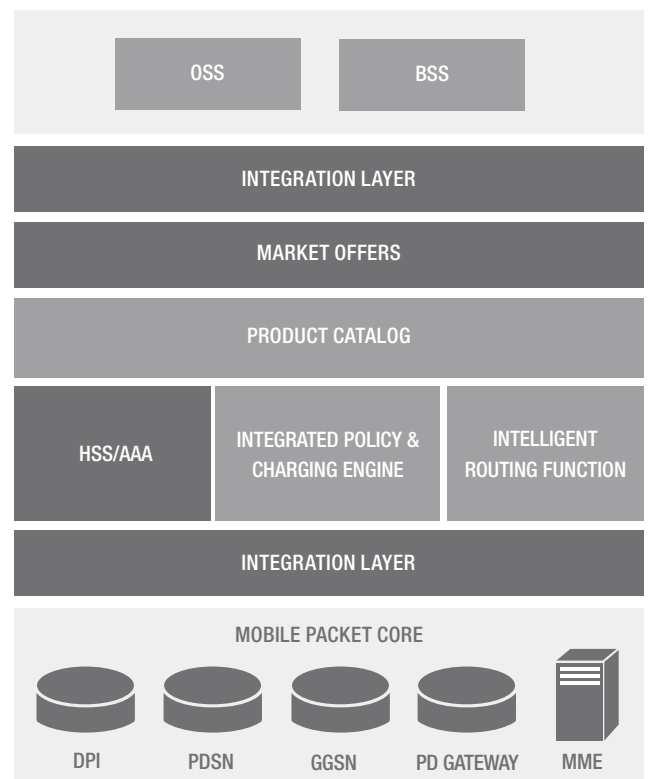 OSS
BSS
INTEGRATION LAYER
MARKET OFFERS
PRODUCT CATALOG
HSS/AAA
INTEGRATED POLICY &
CHARGING ENGINE
INTELLIGENT
ROUTING FUNCTION
INTEGRATION LAYER
MOBILE PACKET CORE
DPI
PDSN
GGSN
PD GATEWAY
MME